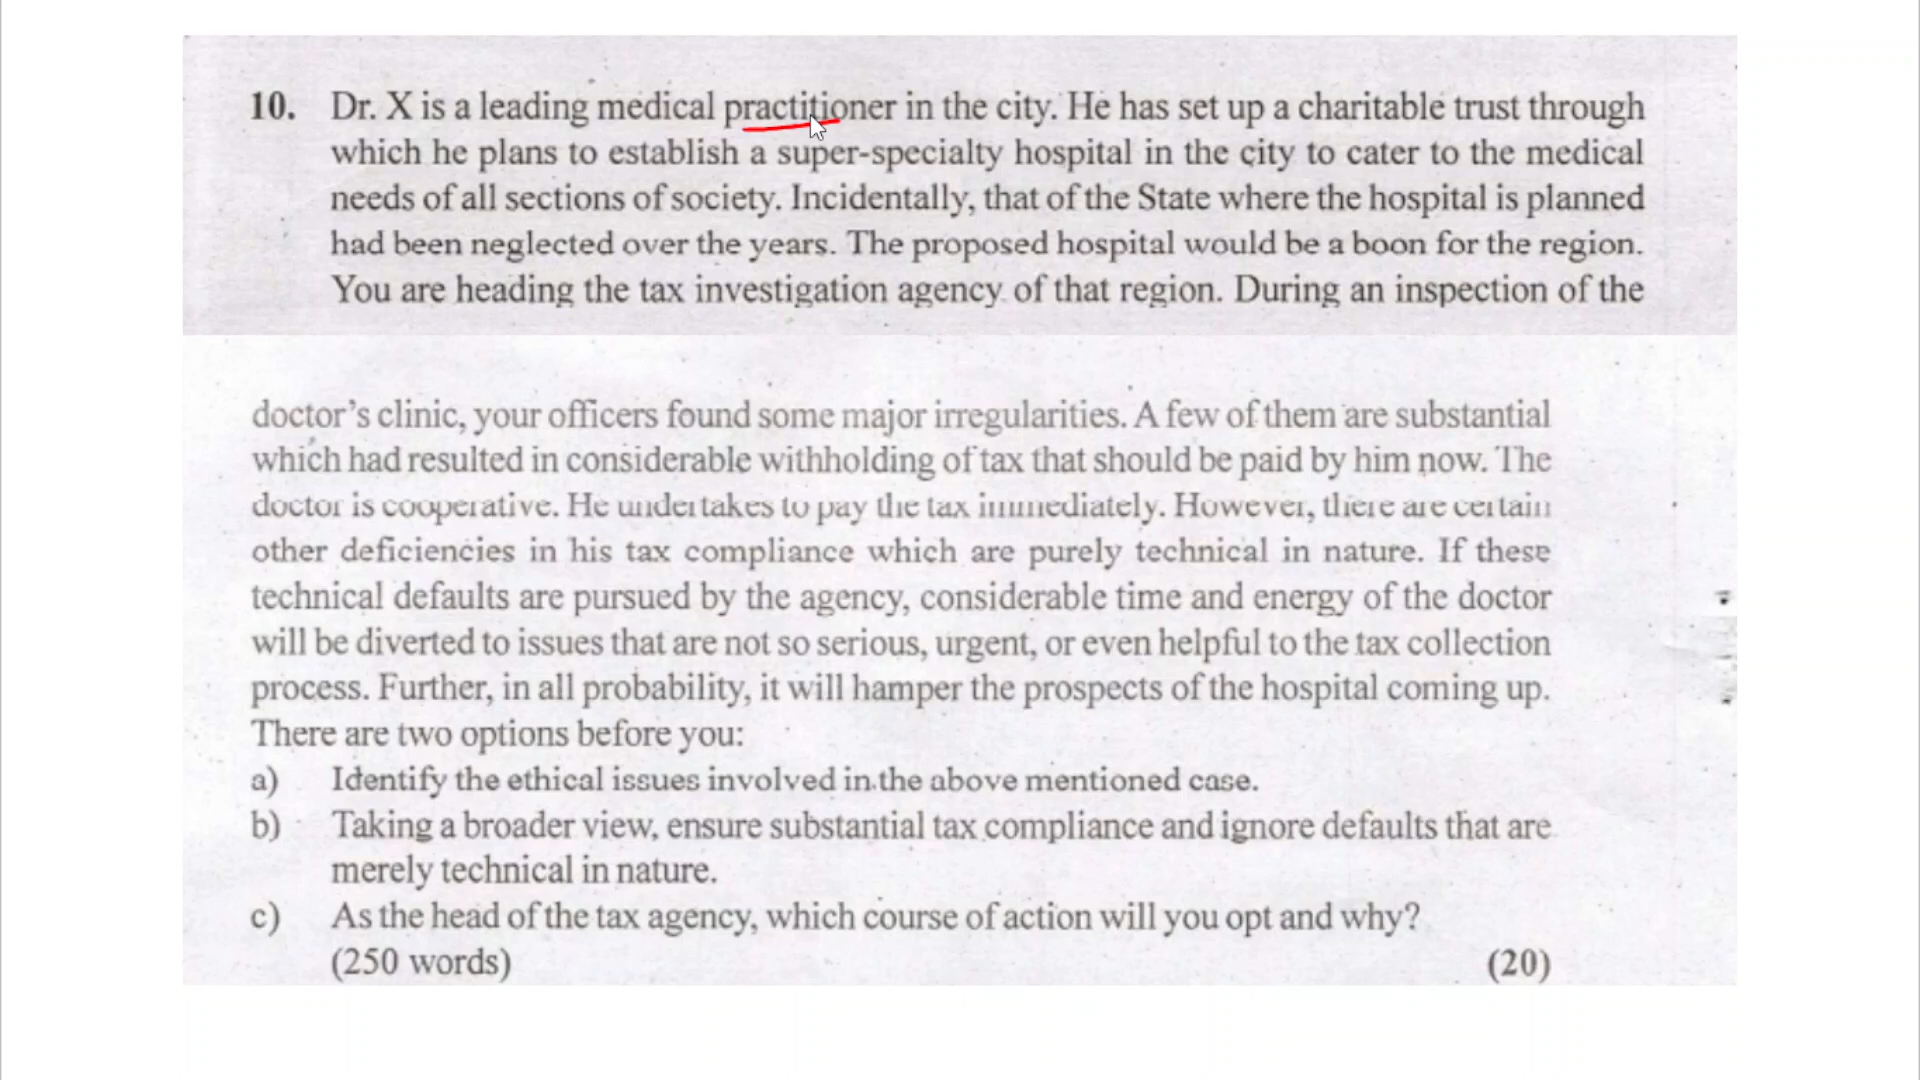 10. Dr. X is a leading medical practitioner in the city. He has set up a charitable trust through
which he plans to establish a super-specialty hospital in the city to cater to the medical
needs of all sections of society. Incidentally, that of the State where the hospital is planned
had been neglected over the years. The proposed hospital would be a boon for the region.
You are heading the tax investigation agency of that region. During an inspection of the
doctor's clinic, your officers found some major irregularities. A few of them are substantial
which had resulted in considerable withholding of tax that should be paid by him now. The
doctor is cooperative. He undertakes to pay the tax immediately. However, there are certain
other deficiencies in his tax compliance which are purely technical in nature. If these
technical defaults are pursued by the agency, considerable time and energy of the doctor
will be diverted to issues that are not so serious, urgent, or even helpful to the tax collection
process. Further, in all probability, it will hamper the prospects of the hospital coming up.
There are two options before you:
a) Identify the ethical issues involved in the above mentioned case.
b) Taking a broader view, ensure substantial tax compliance and ignore defaults that are
merely technical in nature.
c) As the head of the tax agency, which course of action will you opt and why?
(250 words) (20)